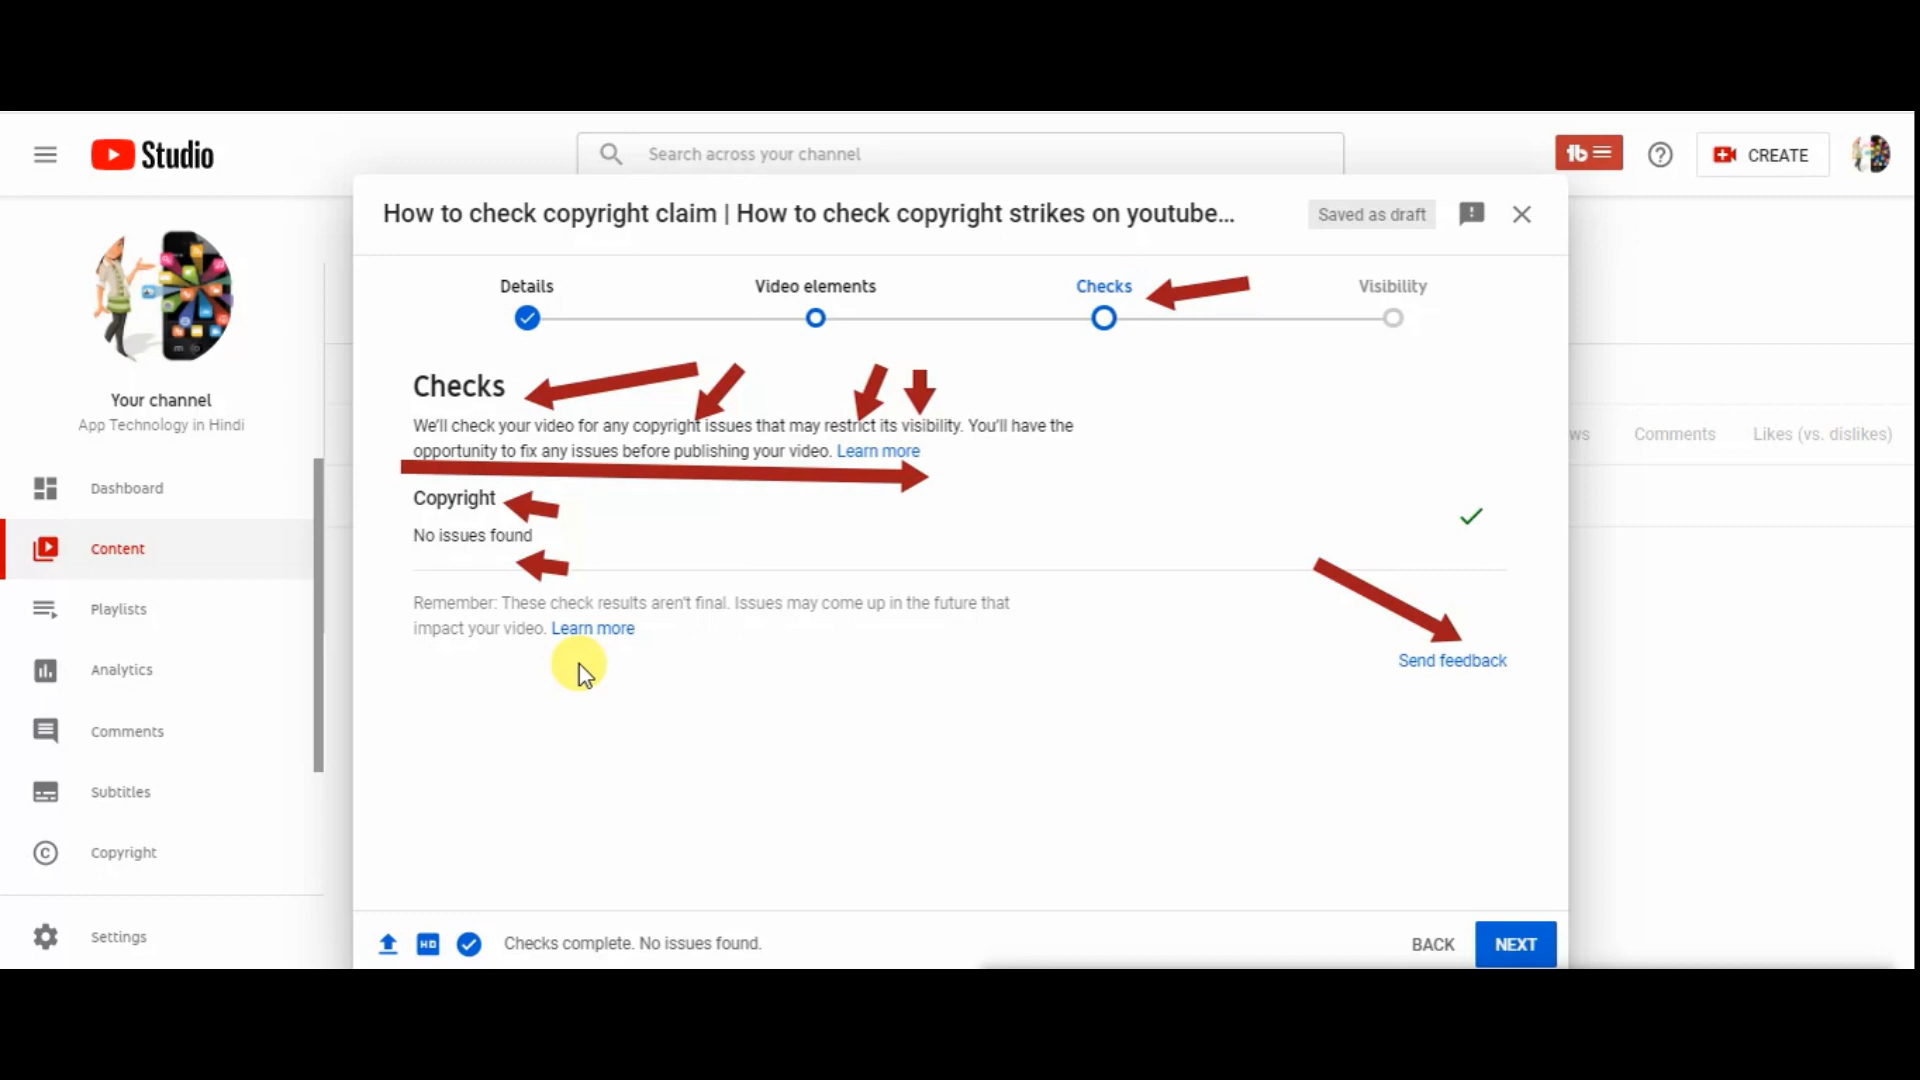 Studio
Search across your channel
CREATE
How to check copyright claim | How to check copyright strikes on youtube...
Saved as draft
Details
Video elements
Checks
Visibility
Your channel
App Technology in Hindi
Dashboard
Content
Playlists
Analytics
Comments
Subtitles
Copyright
Settings
Checks
We'll check your video for any copyright issues that may restrict its visibility. You'll have the
opportunity to fix any issues before publishing your video. Learn more
Copyright
No issues found
Remember: These check results aren't final. Issues may come up in the future that
impact your video. Learn more
Send feedback
ws
Comments
Likes (vs. dislikes)
HD
Checks complete. No issues found.
BACK
NEXT